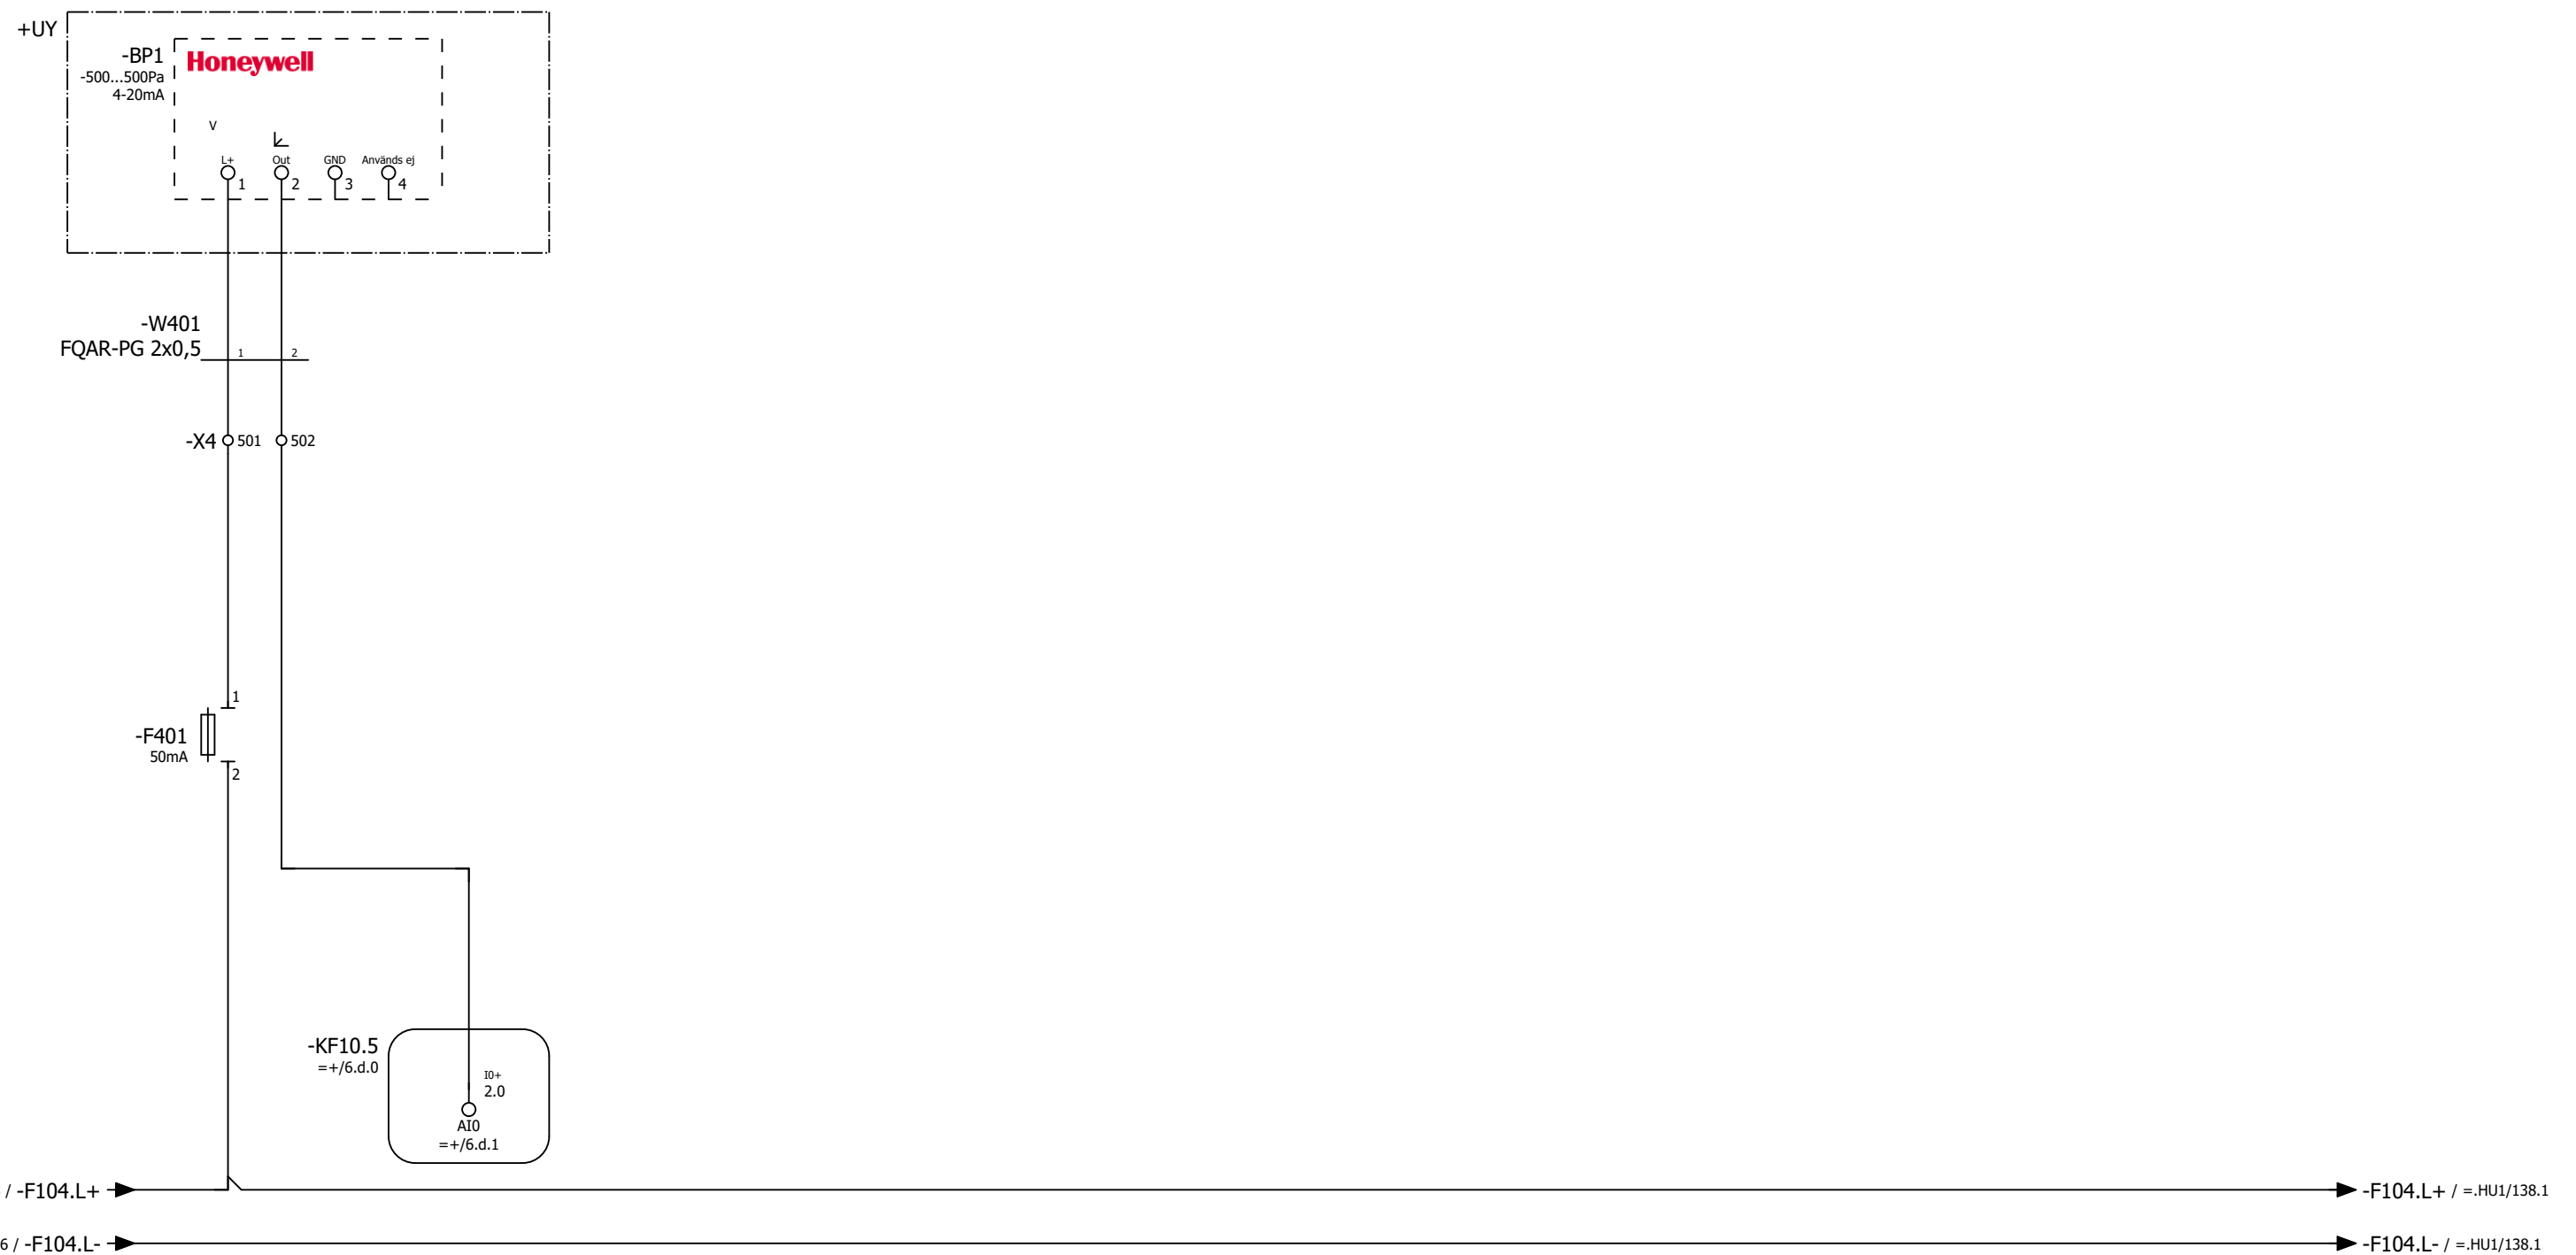 +UY
-BP1
-500...500Pa
4-20mA
Honeywell
V
L+ Out GND Används ej
1 2 3 4
-W401
FQAR-PG 2x0,5
1 2
-X4 501 502
1
-F401
50mA
2
-KF10.5
=+/6.d.0
I0+
2.0
AI0
=+/6.d.1
/ -F104.L+
-F104.L+ / =.HU1/138.1
6 / -F104.L-
-F104.L- / =.HU1/138.1